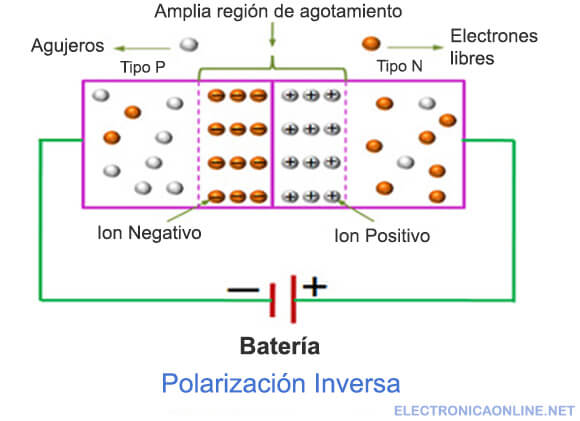 Amplia región de agotamiento
Agujeros
Electrones
libres
Tipo P
Tipo N
Ion Negativo
Ion Positivo
− +
Batería
Polarización Inversa
ELECTRONICAONLINE.NET